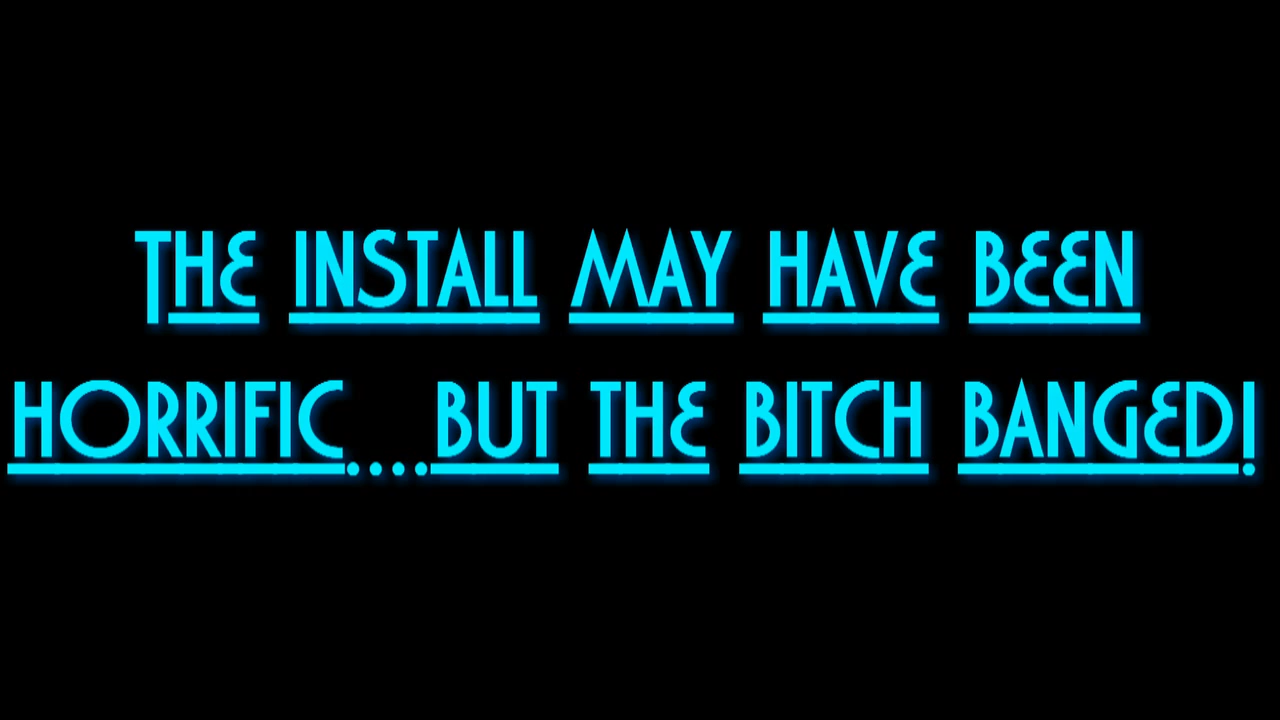 The install may have been
horrific....but the bitch banged!